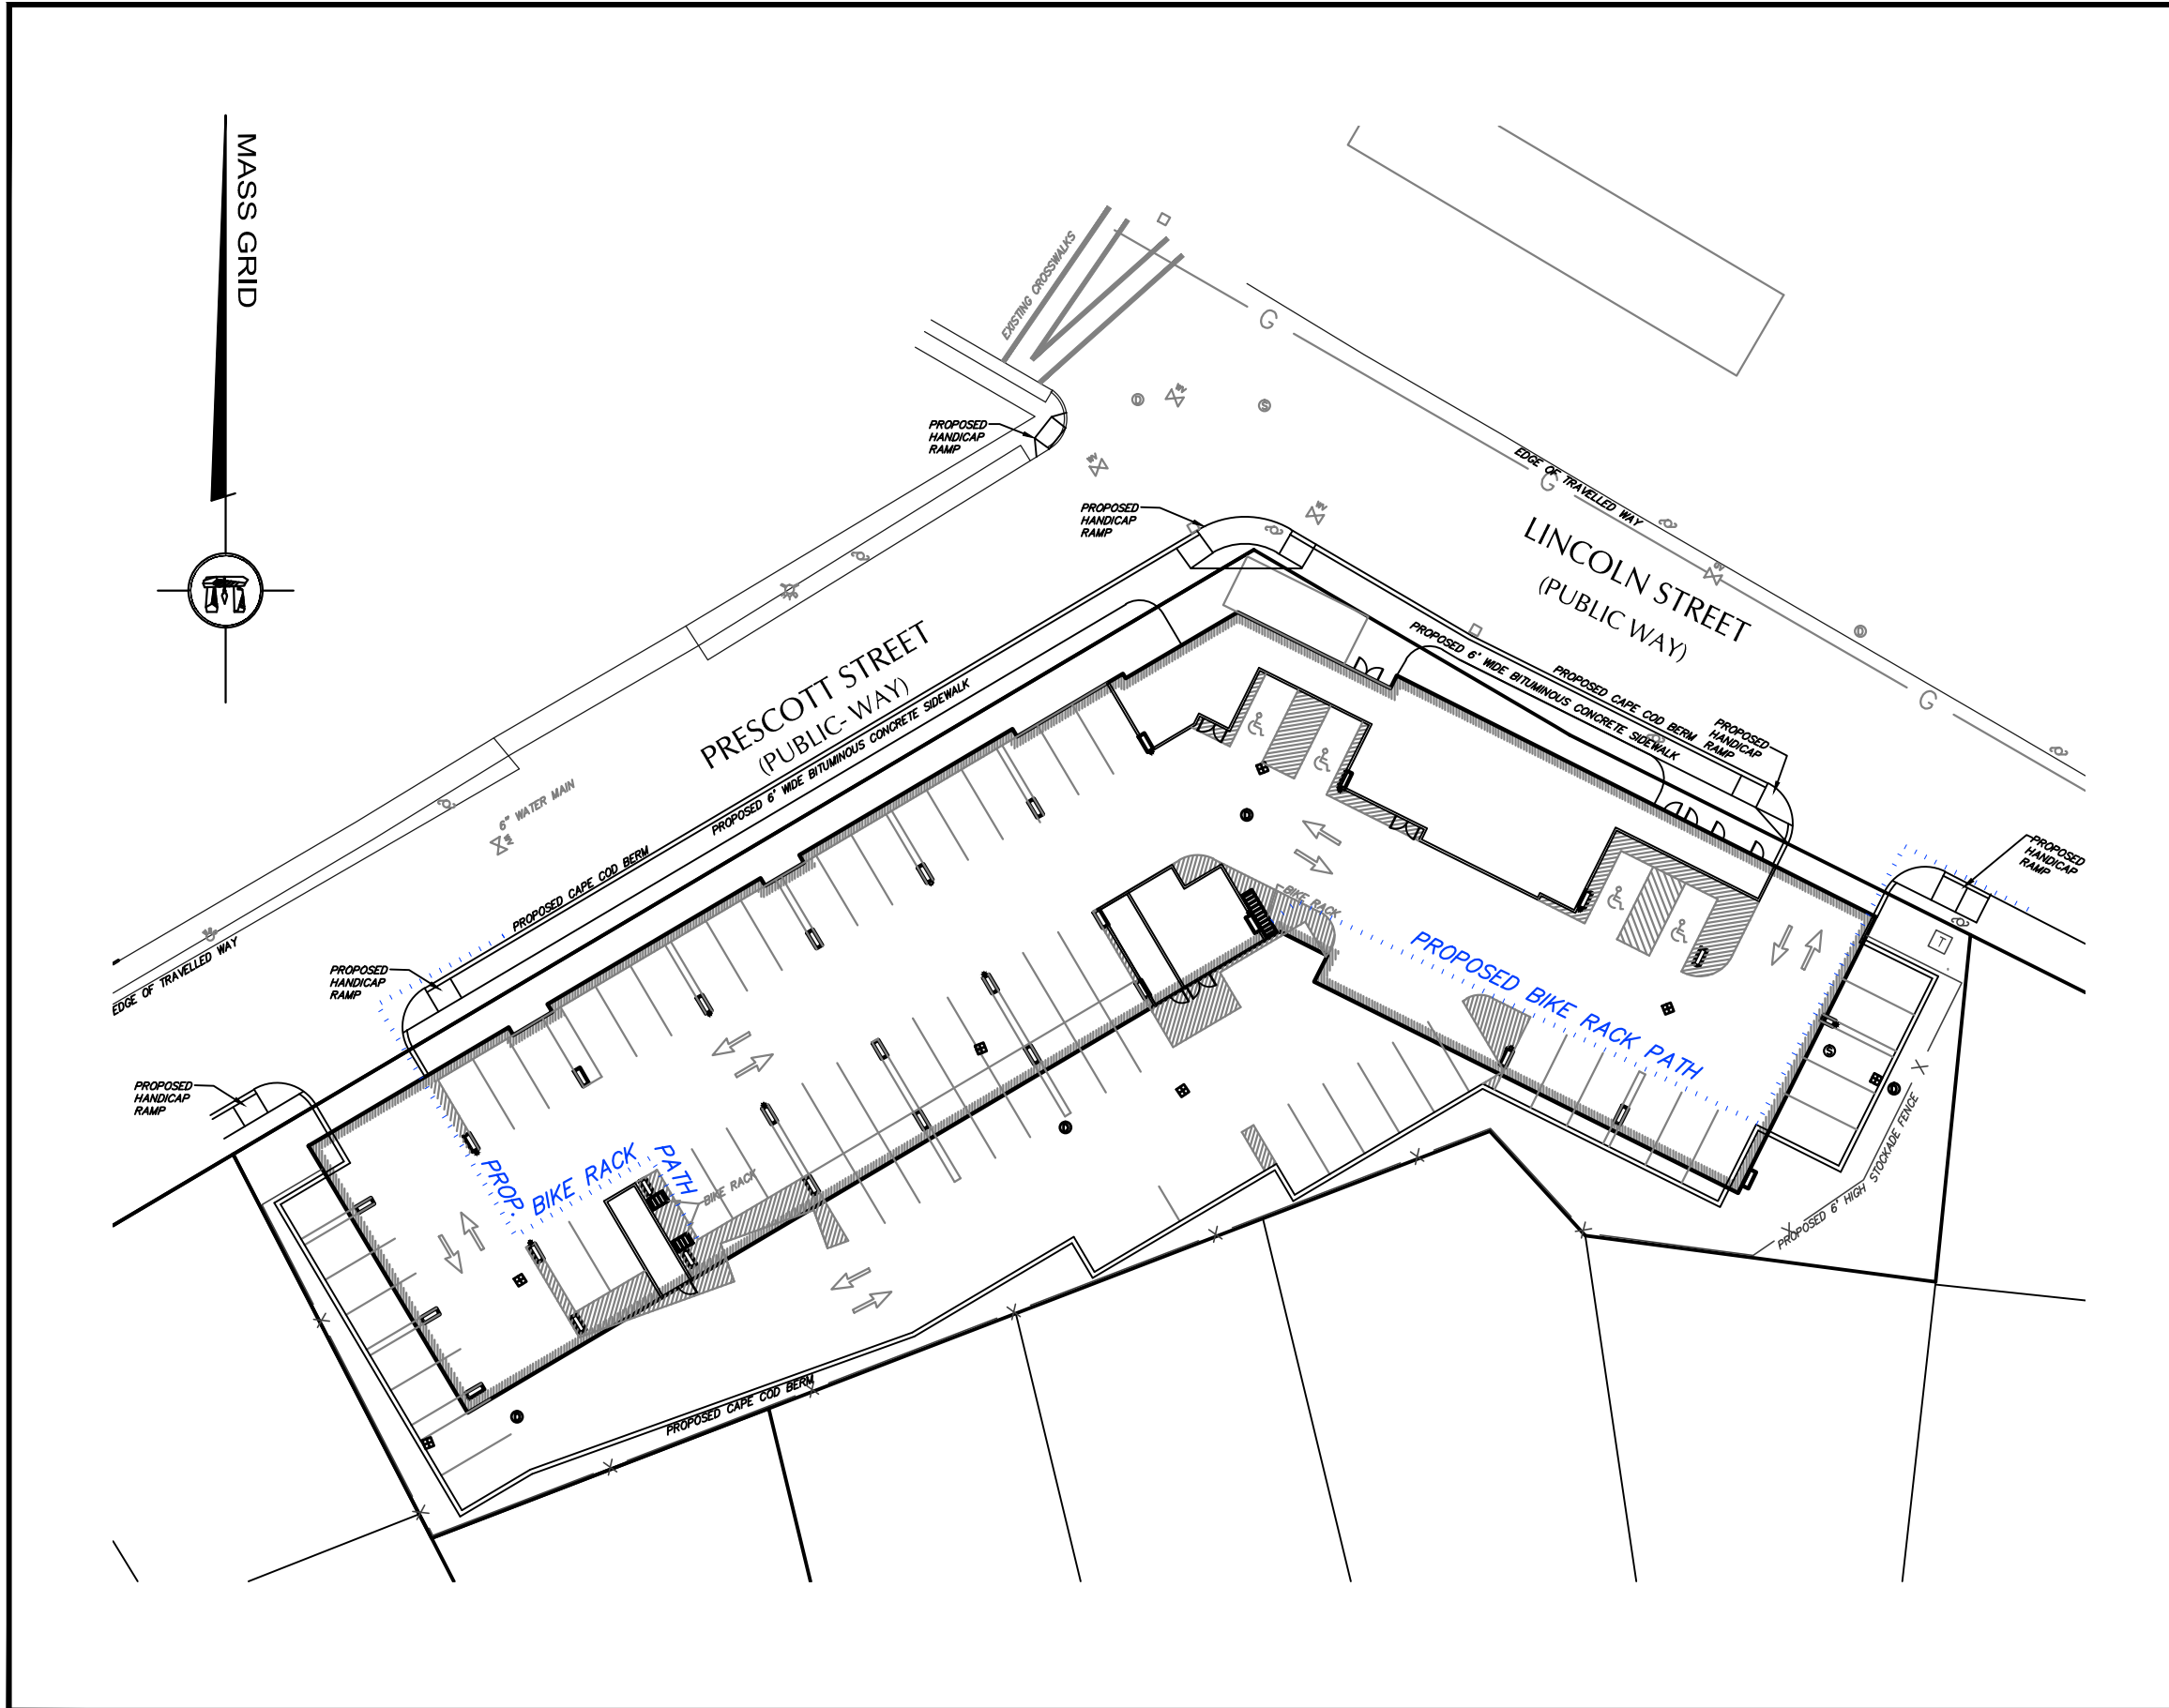 MASS GRID
EXISTING CROSSWALKS
G
PROPOSED
HANDICAP
RAMP
D
S
EDGE OF TRAVELLED WAY
G
PROPOSED
HANDICAP
RAMP
LINCOLN STREET
(PUBLIC WAY)
PRESCOTT STREET
(PUBLIC-WAY)
PROPOSED 6' WIDE BITUMINOUS CONCRETE SIDEWALK
PROPOSED CAPE COD BERM
PROPOSED
HANDICAP
RAMP
G
D
PROPOSED 6' WIDE BITUMINOUS CONCRETE SIDEWALK
6" WATER MAIN
PROPOSED CAPE COD BERM
EDGE OF TRAVELLED WAY
PROPOSED
HANDICAP
RAMP
PROPOSED
HANDICAP
RAMP
BIKE RACK
PROPOSED BIKE RACK PATH
T
S
PROPOSED
HANDICAP
RAMP
PROP. BIKE RACK PATH
BIKE RACK
PROPOSED 6' HIGH STOCKADE FENCE
PROPOSED CAPE COD BERM